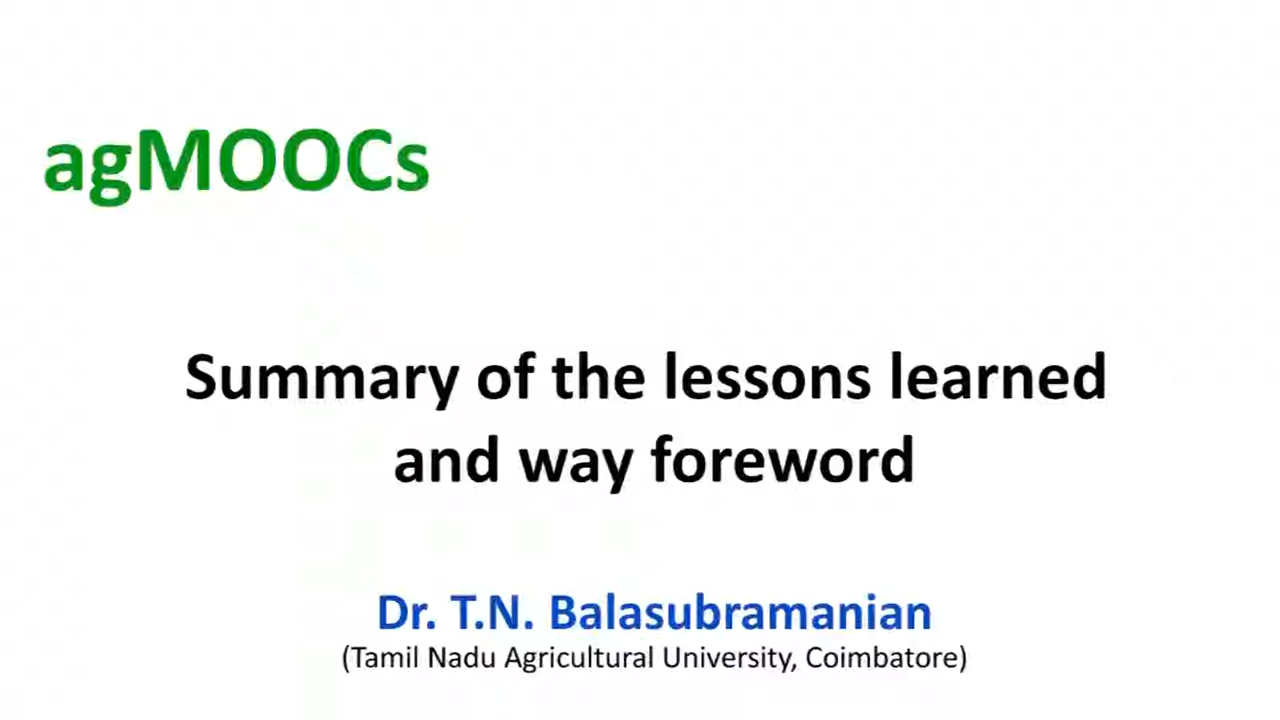 agMOOCs
Summary of the lessons learned
and way foreword
Dr. T.N. Balasubramanian
(Tamil Nadu Agricultural University, Coimbatore)